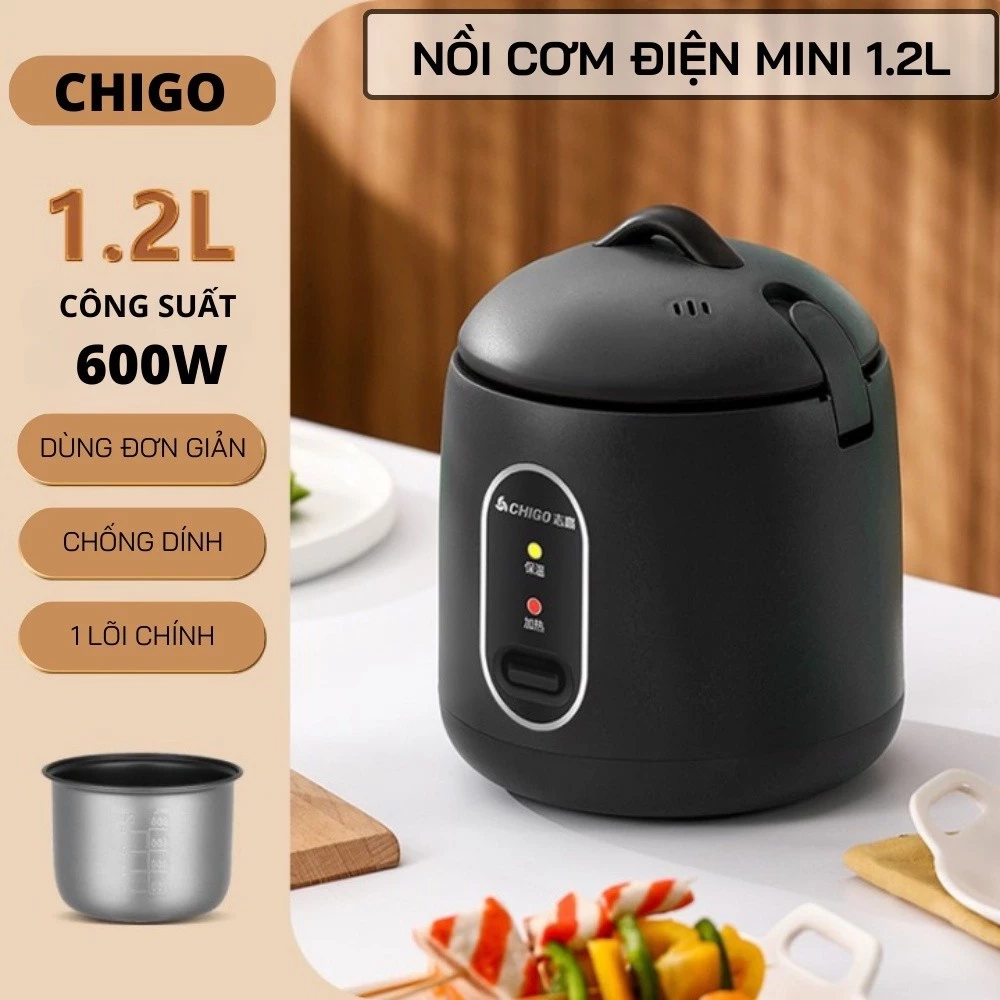 NỒI CƠM ĐIỆN MINI 1.2L
CHIGO
1.2L
CÔNG SUẤT
600W
DÙNG ĐƠN GIẢN
CHỐNG DÍNH
1 LÕI CHÍNH
CHIGO 志高
保温
加热